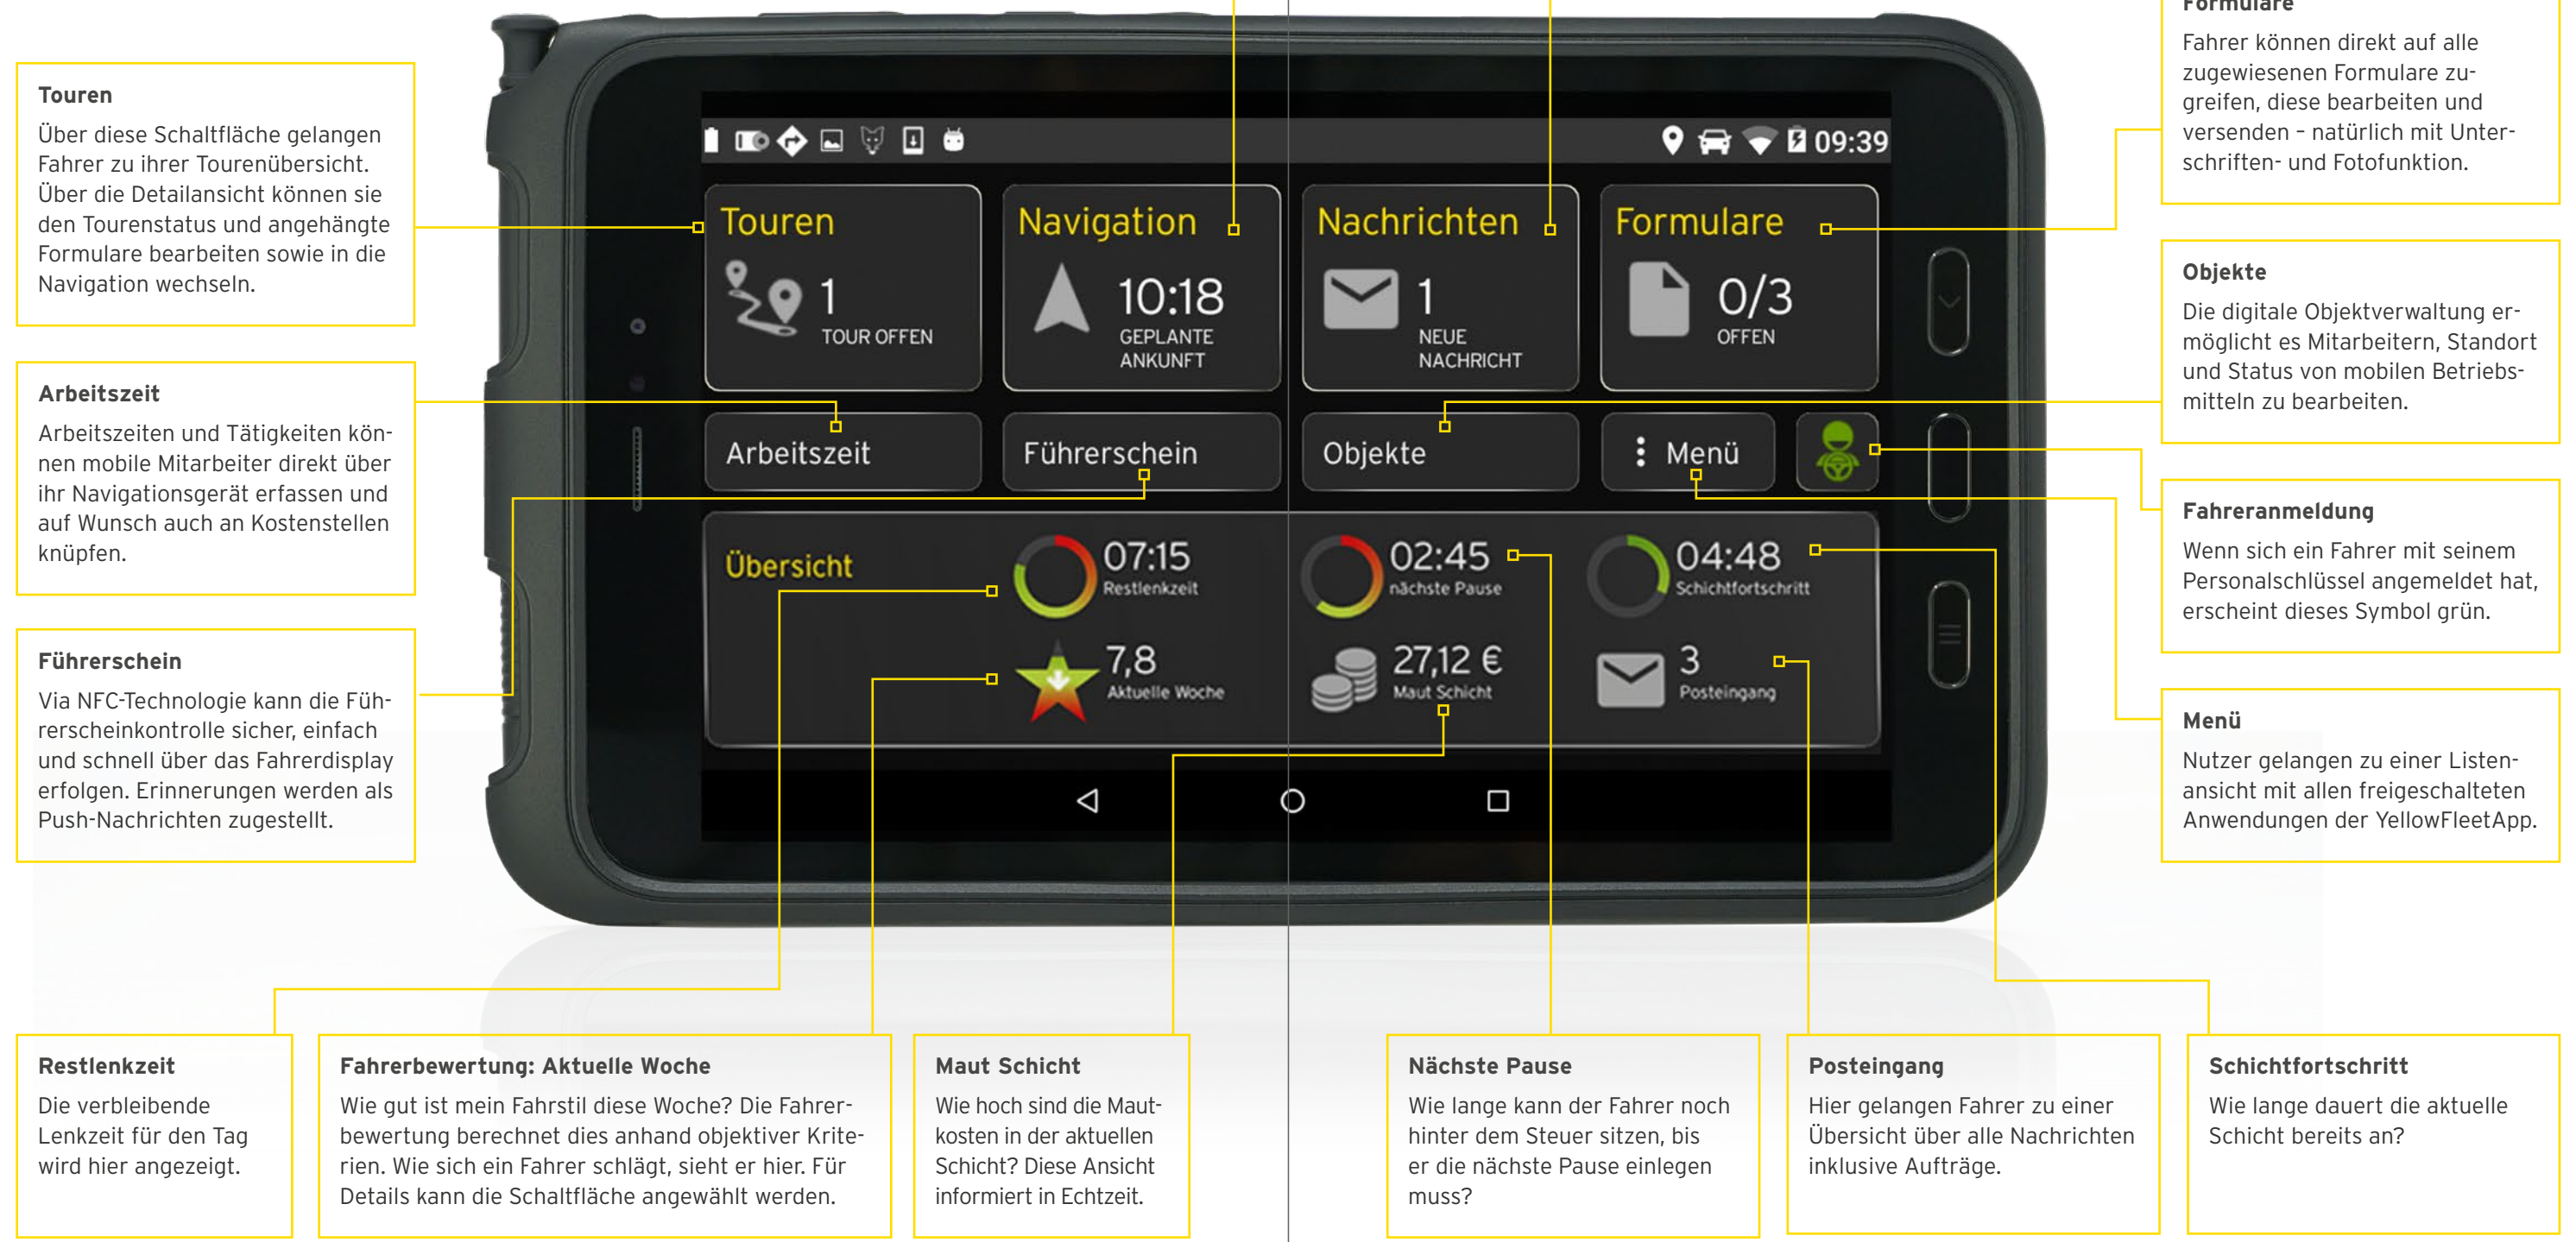 Formulare
Fahrer können direkt auf alle
zugewiesenen Formulare zu-
greifen, diese bearbeiten und
versenden – natürlich mit Unter-
schriften- und Fotofunktion.
Touren
Über diese Schaltfläche gelangen
Fahrer zu ihrer Tourenübersicht.
Über die Detailansicht können sie
den Tourenstatus und angehängte
Formulare bearbeiten sowie in die
Navigation wechseln.
Arbeitszeit
Arbeitszeiten und Tätigkeiten kön-
nen mobile Mitarbeiter direkt über
ihr Navigationsgerät erfassen und
auf Wunsch auch an Kostenstellen
knüpfen.
Führerschein
Via NFC-Technologie kann die Füh-
rerscheinkontrolle sicher, einfach
und schnell über das Fahrerdisplay
erfolgen. Erinnerungen werden als
Push-Nachrichten zugestellt.
09:39
Touren
1
TOUR OFFEN
Navigation
10:18
GEPLANTE
ANKUNFT
Nachrichten
1
NEUE
NACHRICHT
Formulare
0/3
OFFEN
Arbeitszeit
Führerschein
Objekte
Menü
Übersicht
07:15
Restlenkzeit
02:45
nächste Pause
04:48
Schichtfortschritt
7,8
Aktuelle Woche
27,12 €
Maut Schicht
3
Posteingang
Objekte
Die digitale Objektverwaltung er-
möglicht es Mitarbeitern, Standort
und Status von mobilen Betriebs-
mitteln zu bearbeiten.
Fahreranmeldung
Wenn sich ein Fahrer mit seinem
Personalschlüssel angemeldet hat,
erscheint dieses Symbol grün.
Menü
Nutzer gelangen zu einer Listen-
ansicht mit allen freigeschalteten
Anwendungen der YellowFleetApp.
Restlenkzeit
Die verbleibende
Lenkzeit für den Tag
wird hier angezeigt.
Fahrerbewertung: Aktuelle Woche
Wie gut ist mein Fahrstil diese Woche? Die Fahrer-
bewertung berechnet dies anhand objektiver Krite-
rien. Wie sich ein Fahrer schlägt, sieht er hier. Für
Details kann die Schaltfläche angewählt werden.
Maut Schicht
Wie hoch sind die Maut-
kosten in der aktuellen
Schicht? Diese Ansicht
informiert in Echtzeit.
Nächste Pause
Wie lange kann der Fahrer noch
hinter dem Steuer sitzen, bis
er die nächste Pause einlegen
muss?
Posteingang
Hier gelangen Fahrer zu einer
Übersicht über alle Nachrichten
inklusive Aufträge.
Schichtfortschritt
Wie lange dauert die aktuelle
Schicht bereits an?